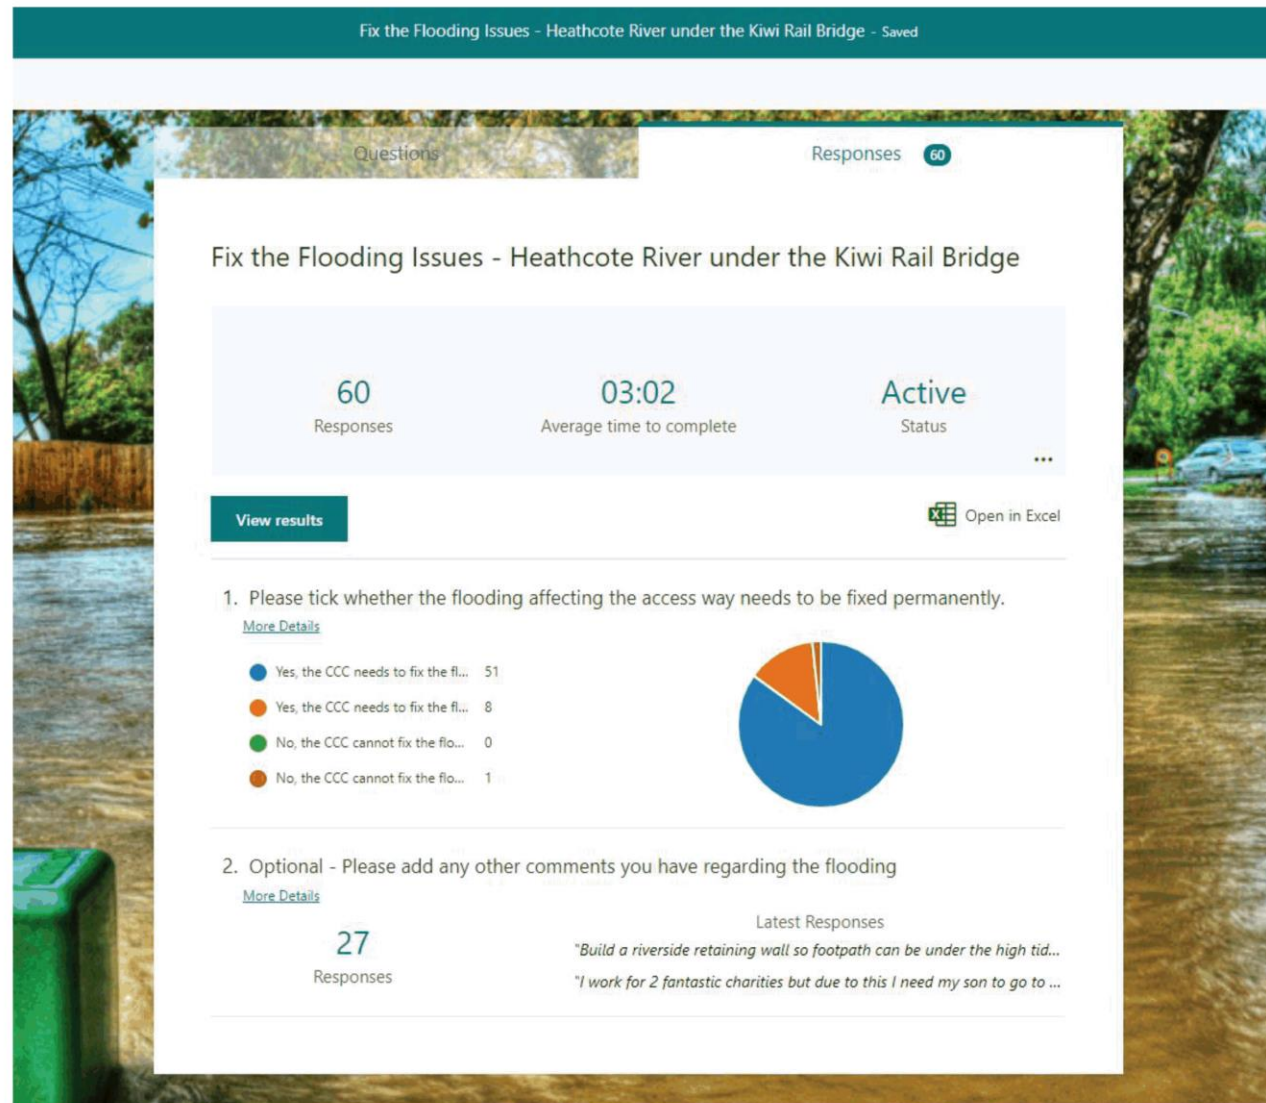 Fix the Flooding Issues - Heathcote River under the Kiwi Rail Bridge - Saved
Questions
Responses 60
Fix the Flooding Issues - Heathcote River under the Kiwi Rail Bridge
60
Responses
03:02
Average time to complete
Active
Status
...
View results
Open in Excel
1. Please tick whether the flooding affecting the access way needs to be fixed permanently.
More Details
Yes, the CCC needs to fix the fl... 51
Yes, the CCC needs to fix the fl... 8
No, the CCC cannot fix the flo... 0
No, the CCC cannot fix the flo... 1
2. Optional - Please add any other comments you have regarding the flooding
More Details
27
Responses
Latest Responses
"Build a riverside retaining wall so footpath can be under the high tid...
"I work for 2 fantastic charities but due to this I need my son to go to ...